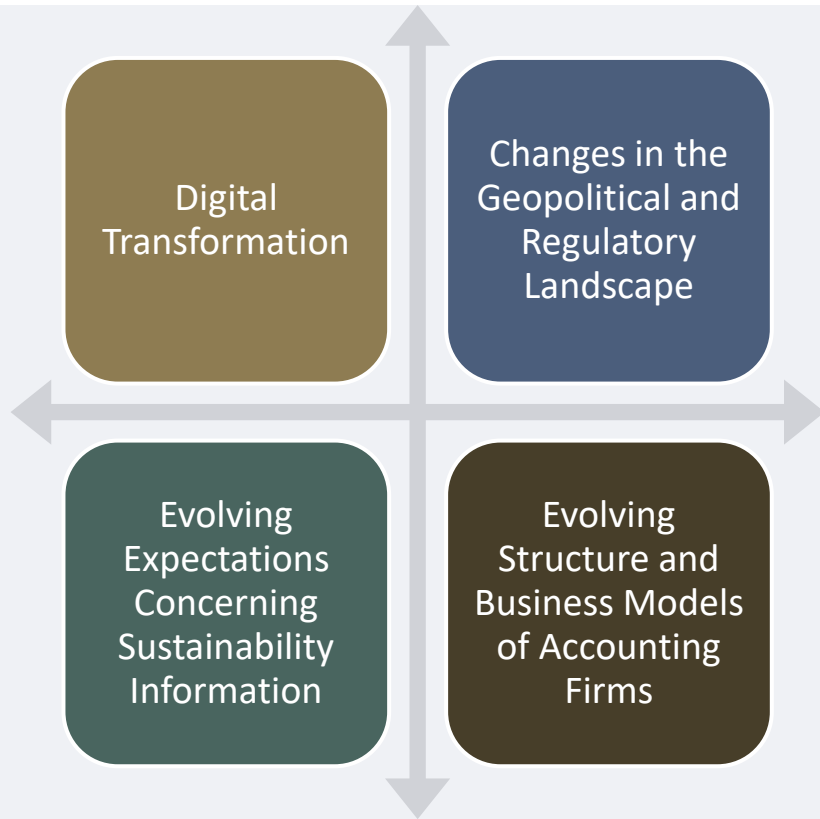 Digital
Transformation
Changes in the
Geopolitical and
Regulatory
Landscape
Evolving
Expectations
Concerning
Sustainability
Information
Evolving
Structure and
Business Models
of Accounting
Firms